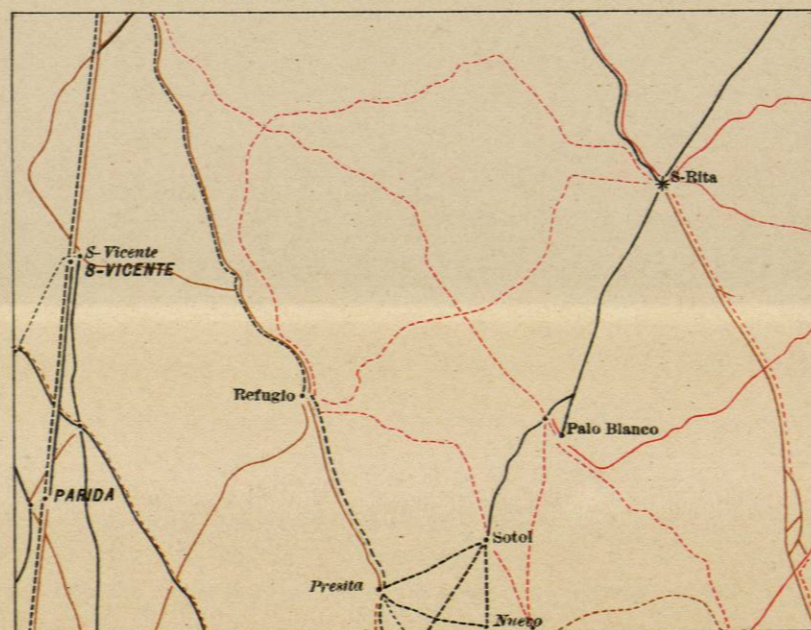 S-Rita
S-Vicente
S-VICENTE
Refugio
Palo Blanco
PARIDA
Sotol
Presita
Nuevo